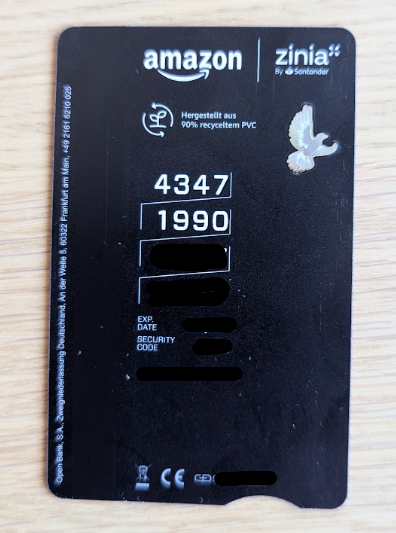 amazon
zinia
By Santander
Hergestellt aus
90% recyceltem PVC
4347
1990
EXP.
DATE
SECURITY
CODE
CE
G+D
Open Bank, S.A., Zweigniederlassung Deutschland, An der Welle 5, 60322 Frankfurt am Main, +49 2161 6210 025